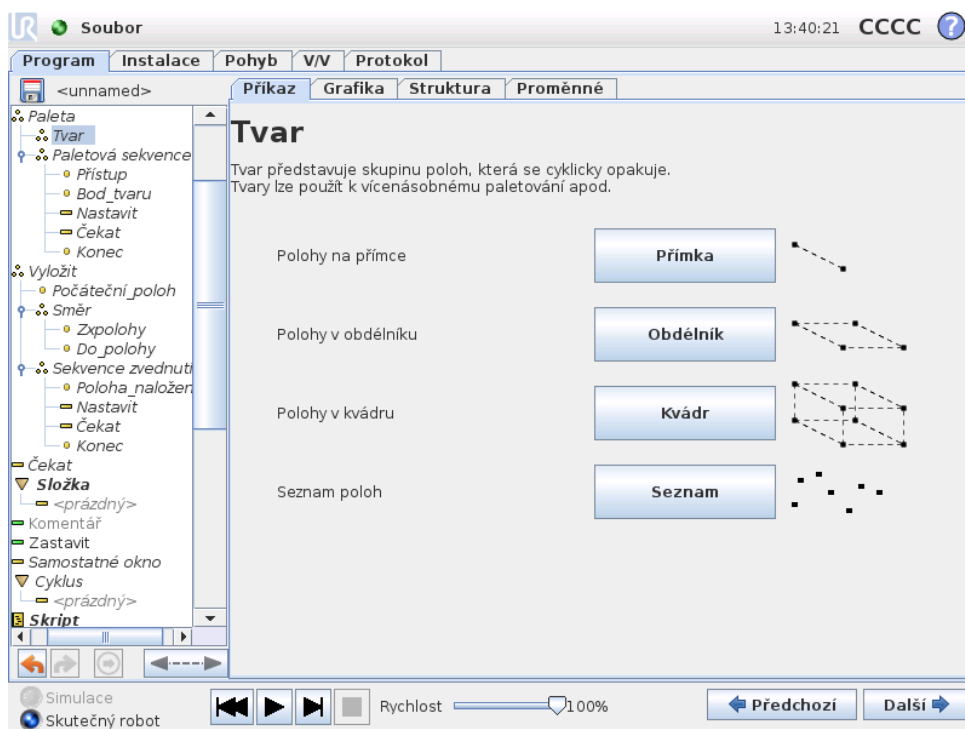 UR Soubor 13:40:21 CCCC ?
Program Instalace Pohyb V/V Protokol
<unnamed>
Příkaz Grafika Struktura Proměnné
Paleta
Tvar
Paletová sekvence
Přístup
Bod_tvaru
Nastavit
Čekat
Konec
Vyložit
Počáteční_poloh
Směr
Zxpolohy
Do_polohy
Sekvence zvednuti
Poloha_naložen
Nastavit
Čekat
Konec
Čekat
Složka
<prázdný>
Komentář
Zastavit
Samostatné okno
Cyklus
<prázdný>
Skript
Tvar
Tvar představuje skupinu poloh, která se cyklicky opakuje.
Tvary lze použít k vícenásobnému paletování apod.
Polohy na přímce Přímka
Polohy v obdélníku Obdélník
Polohy v kvádru Kvádr
Seznam poloh Seznam
Simulace
Skutečný robot
Rychlost 100%
Předchozí Další